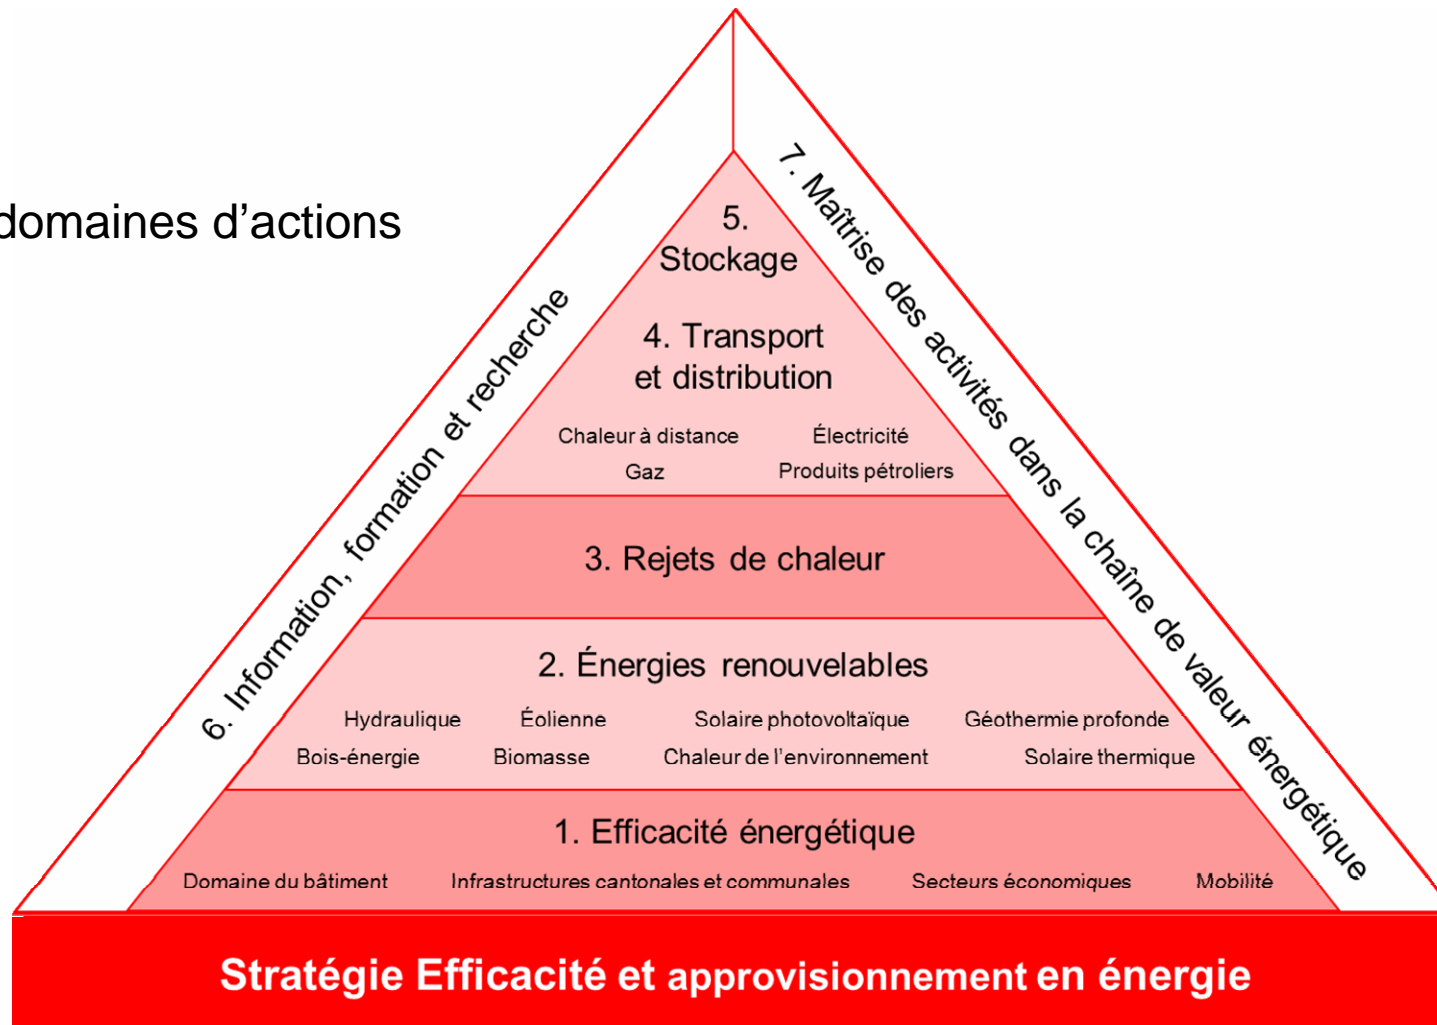 domaines d’actions
5.
Stockage
4. Transport
et distribution
Chaleur à distance Électricité
Gaz Produits pétroliers
3. Rejets de chaleur
2. Énergies renouvelables
Hydraulique Éolienne Solaire photovoltaïque Géothermie profonde
Bois-énergie Biomasse Chaleur de l’environnement Solaire thermique
1. Efficacité énergétique
Domaine du bâtiment Infrastructures cantonales et communales Secteurs économiques Mobilité
6. Information, formation et recherche
7. Maîtrise des activités dans la chaîne de valeur énergétique
Stratégie Efficacité et approvisionnement en énergie